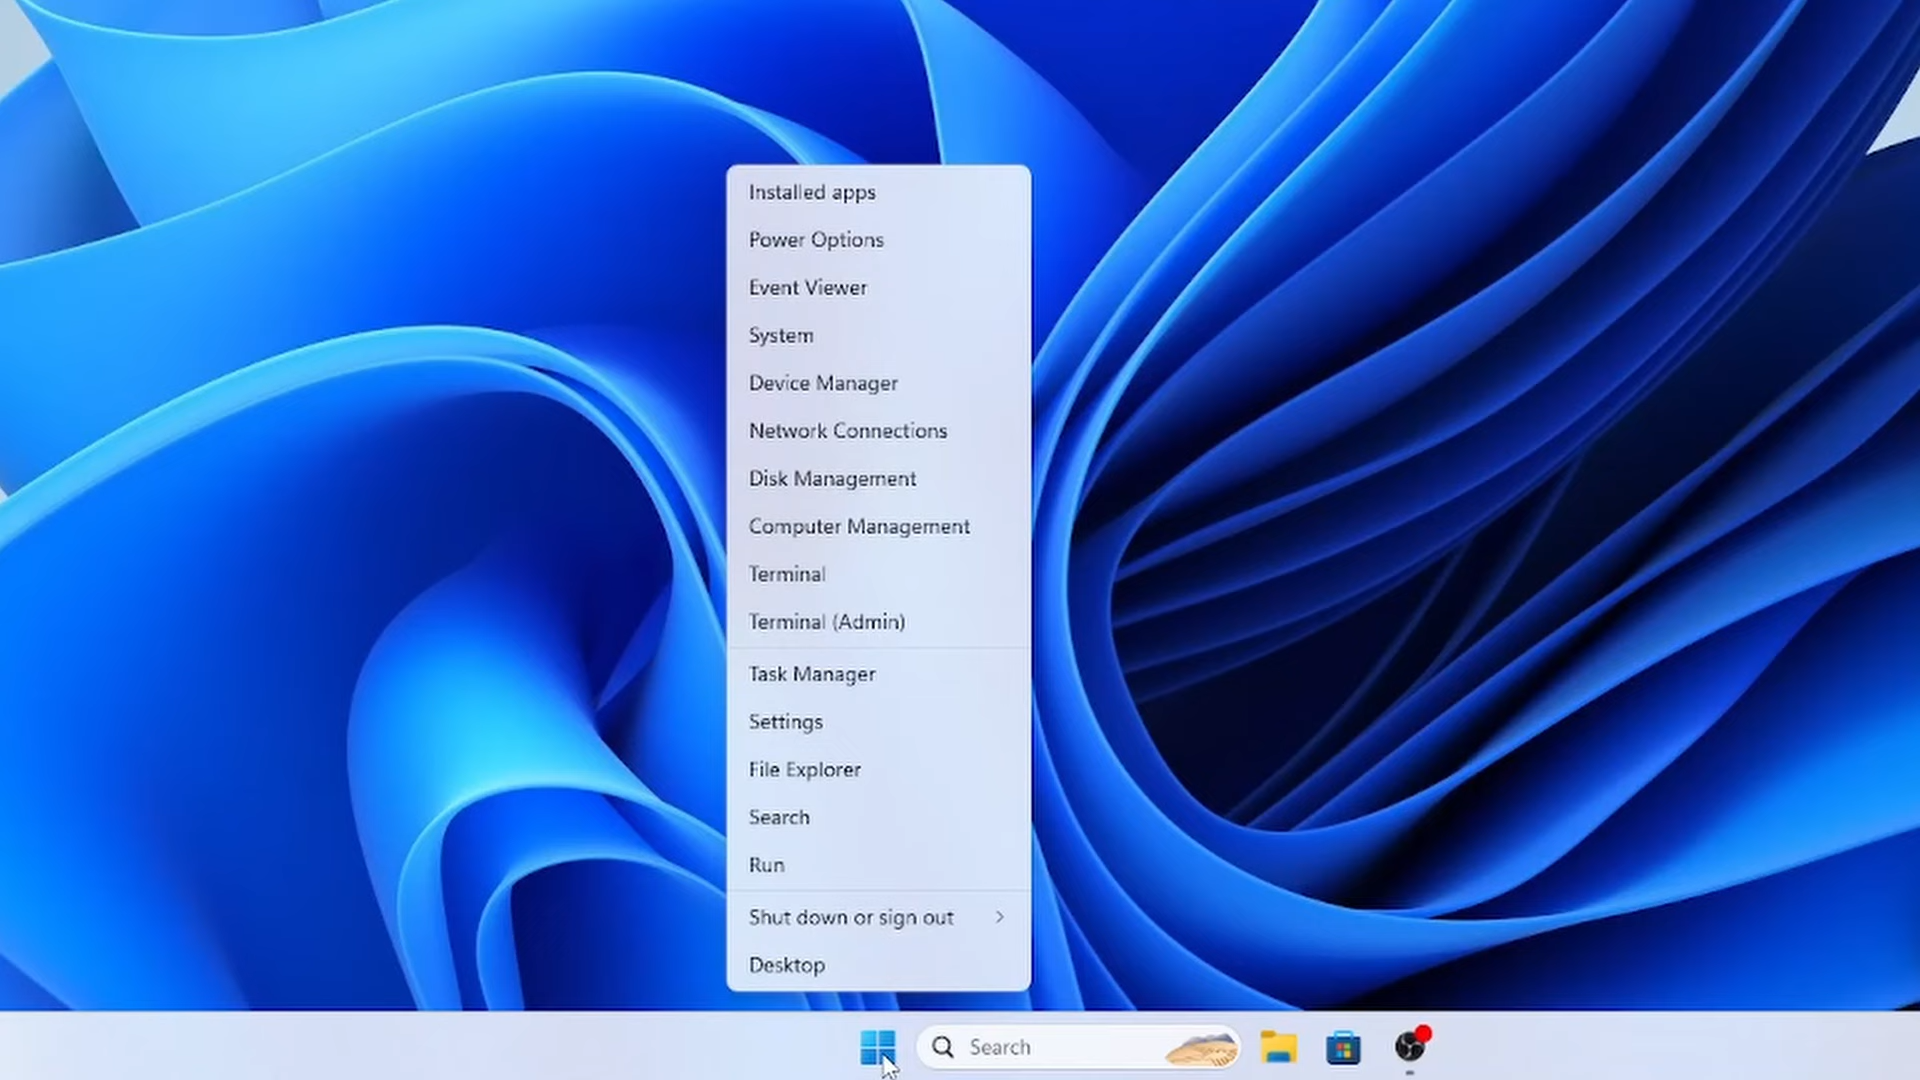 Installed apps
Power Options
Event Viewer
System
Device Manager
Network Connections
Disk Management
Computer Management
Terminal
Terminal (Admin)
Task Manager
Settings
File Explorer
Search
Run
Shut down or sign out
Desktop
Search